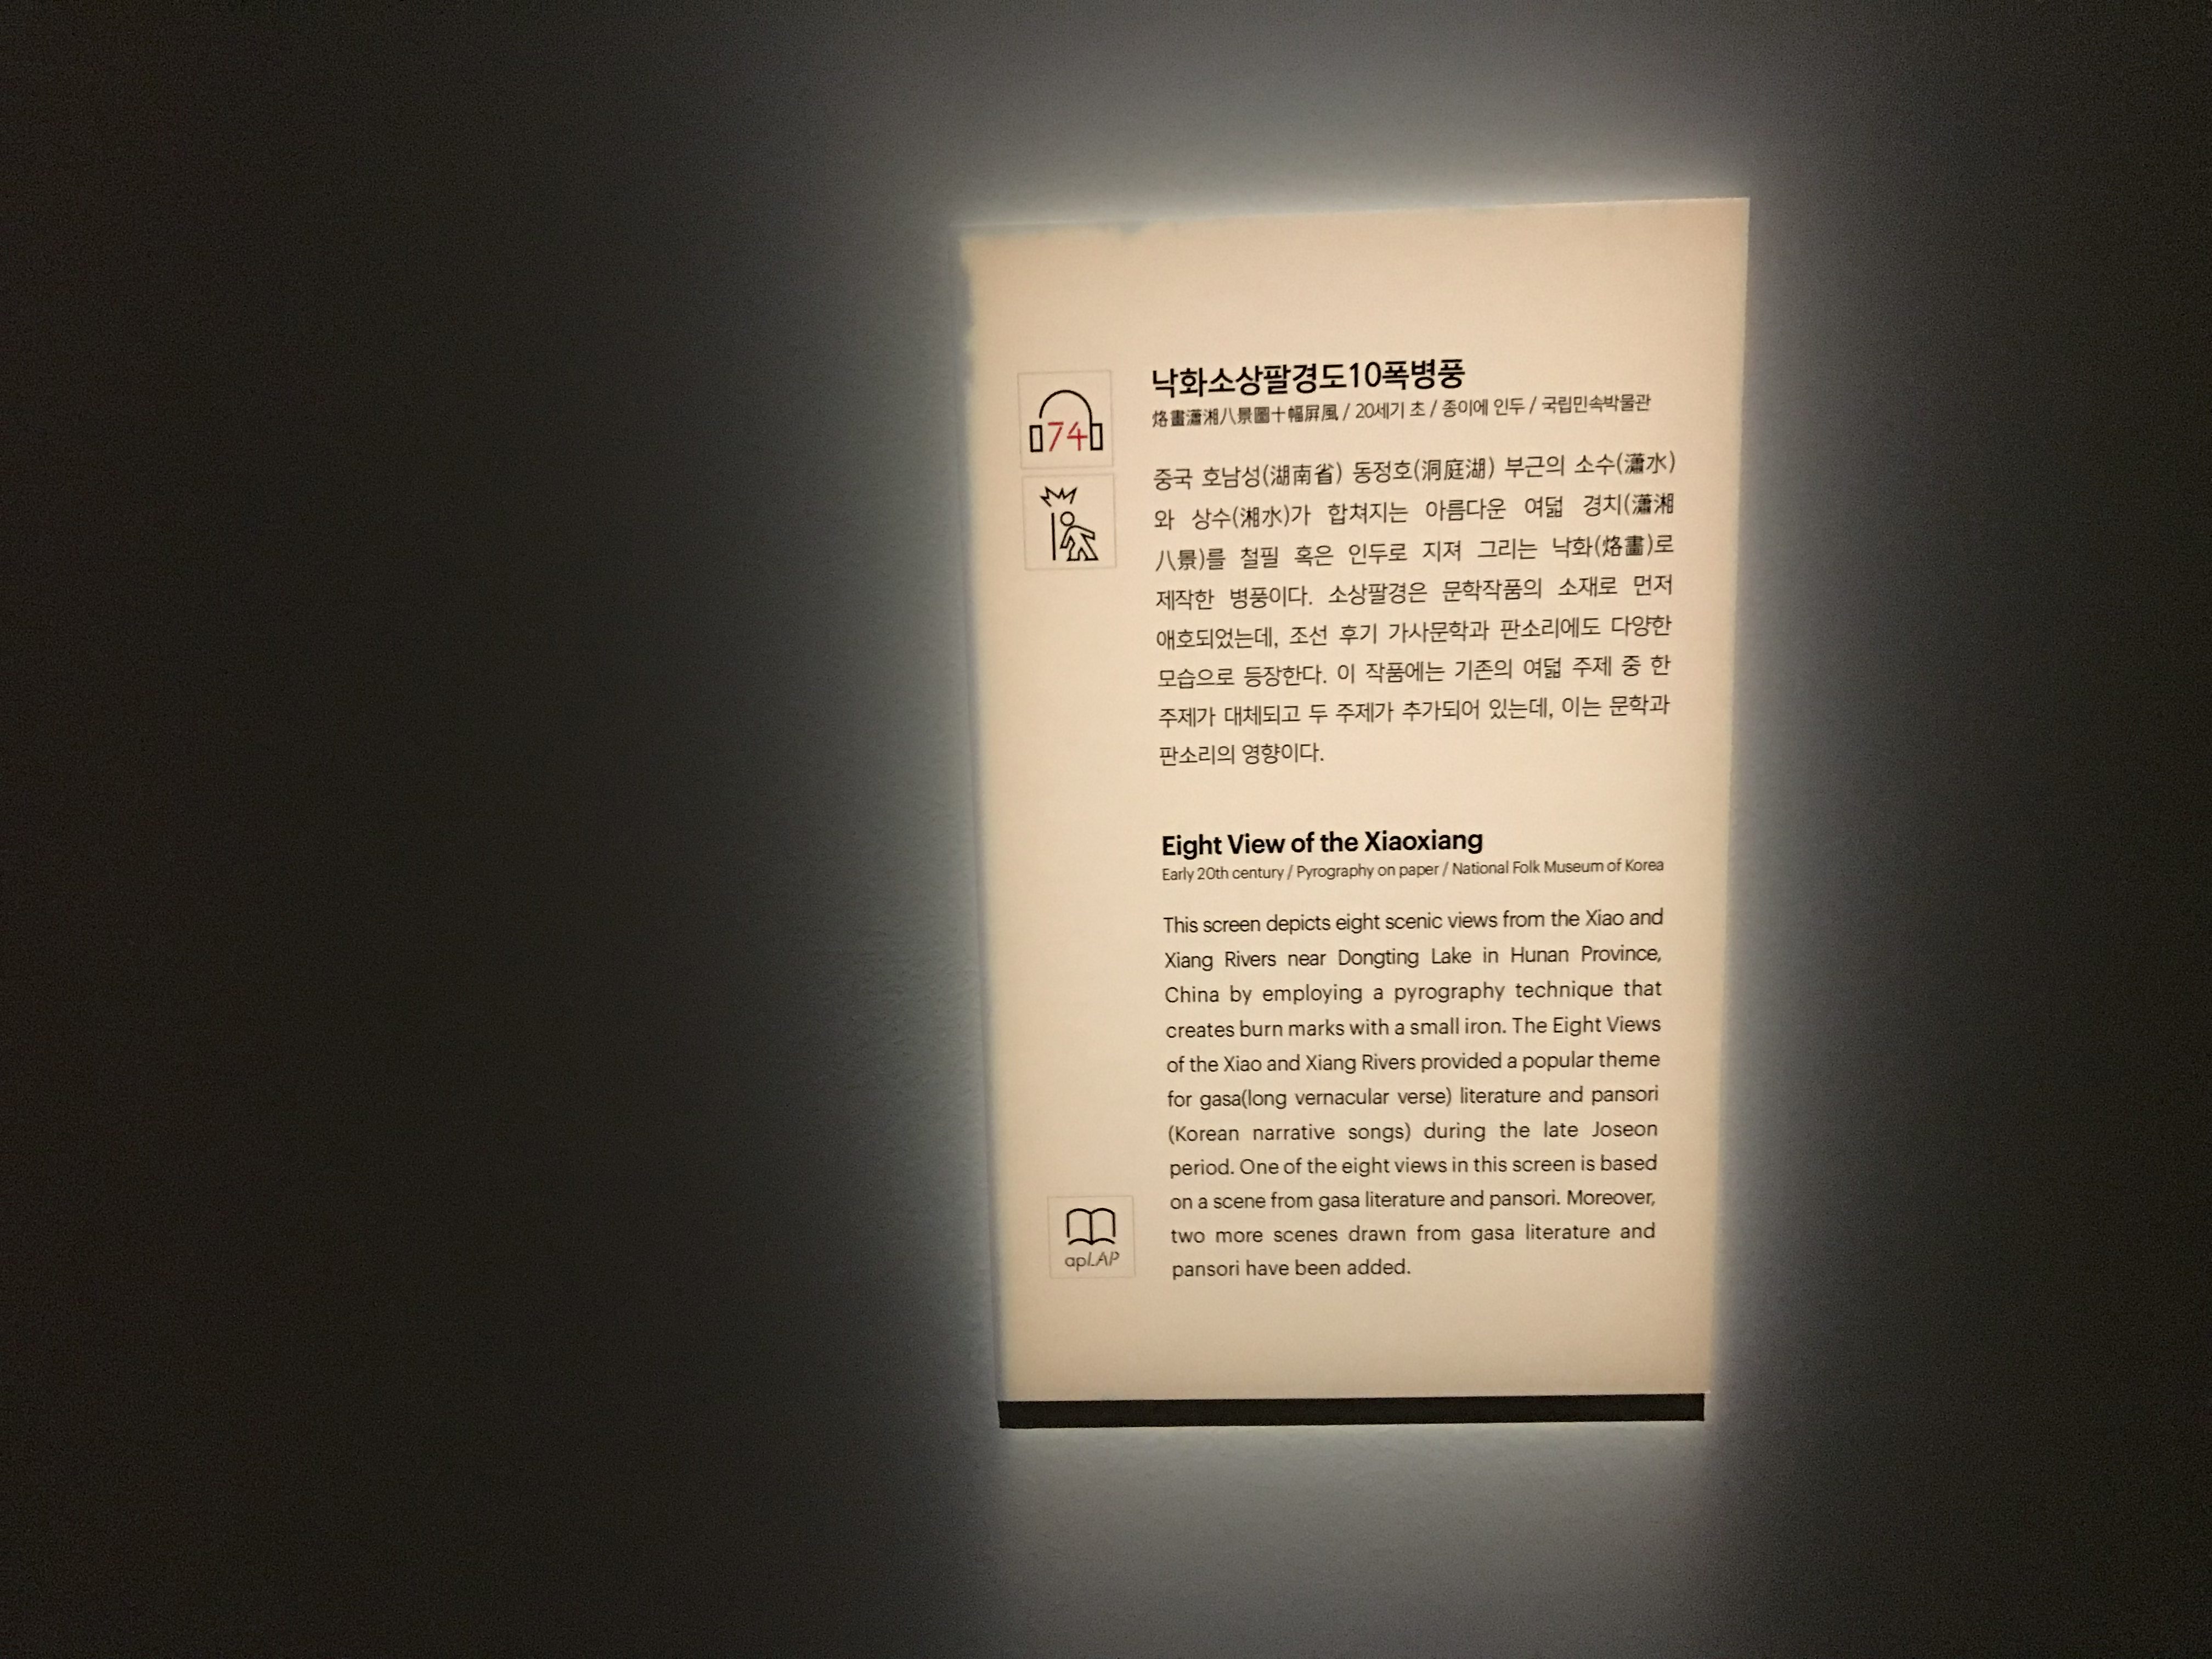 74
낙화소상팔경도10폭병풍
烙畫瀟湘八景圖十幅屛風 / 20세기 초 / 종이에 인두 / 국립민속박물관
중국 호남성(湖南省) 동정호(洞庭湖) 부근의 소수(瀟水)
와 상수(湘水)가 합쳐지는 아름다운 여덟 경치(瀟湘
八景)를 철필 혹은 인두로 지져 그리는 낙화(烙畵)로
제작한 병풍이다. 소상팔경은 문학작품의 소재로 먼저
애호되었는데, 조선 후기 가사문학과 판소리에도 다양한
모습으로 등장한다. 이 작품에는 기존의 여덟 주제 중 한
주제가 대체되고 두 주제가 추가되어 있는데, 이는 문학과
판소리의 영향이다.
Eight View of the Xiaoxiang
Early 20th century / Pyrography on paper / National Folk Museum of Korea
This screen depicts eight scenic views from the Xiao and
Xiang Rivers near Dongting Lake in Hunan Province,
China by employing a pyrography technique that
creates burn marks with a small iron. The Eight Views
of the Xiao and Xiang Rivers provided a popular theme
for gasa(long vernacular verse) literature and pansori
(Korean narrative songs) during the late Joseon
period. One of the eight views in this screen is based
on a scene from gasa literature and pansori. Moreover,
two more scenes drawn from gasa literature and
pansori have been added.
apLAP